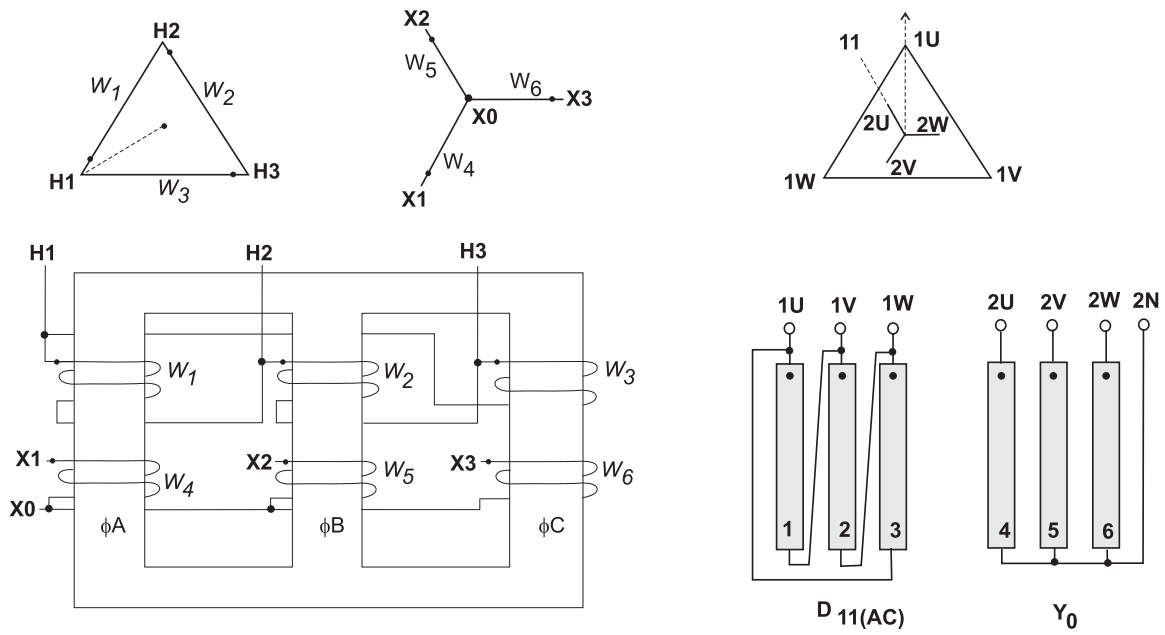 H2
W1
W2
H1
W3
H3
X2
W5
W6
X3
X0
W4
X1
11
1U
2U
2W
2V
1W
1V
H1
H2
H3
W1
W2
W3
X1
X2
X3
W4
W5
W6
X0
ϕA
ϕB
ϕC
1U 1V 1W
1 2 3
D 11(AC)
2U 2V 2W 2N
4 5 6
Y0